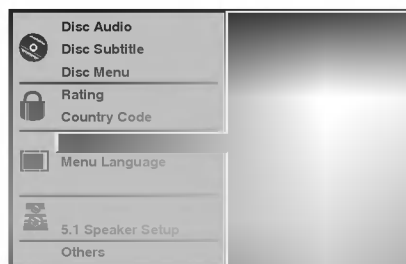 Disc Audio
Disc Subtitle
Disc Menu
Rating
Country Code
Menu Language
5.1 Speaker Setup
Others